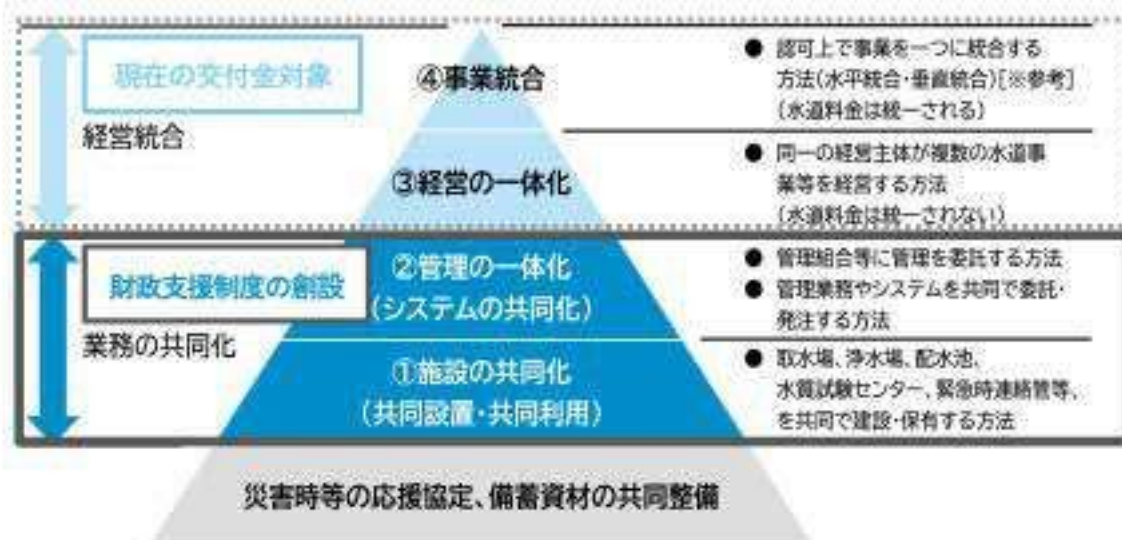 現在の交付金対象
経営統合
④事業統合
● 認可上で事業を一つに統合する
方法(水平統合・垂直統合)[※参考]
(水道料金は統一される)
③経営の一体化
● 同一の経営主体が複数の水道事
業等を経営する方法
(水道料金は統一されない)
財政支援制度の創設
業務の共同化
②管理の一体化
(システムの共同化)
● 管理組合等に管理を委託する方法
● 管理業務やシステムを共同で委託・
発注する方法
①施設の共同化
(共同設置・共同利用)
● 取水場、浄水場、配水池、
水質試験センター、緊急時連絡管等、
を共同で建設・保有する方法
災害時等の応援協定、備蓄資材の共同整備